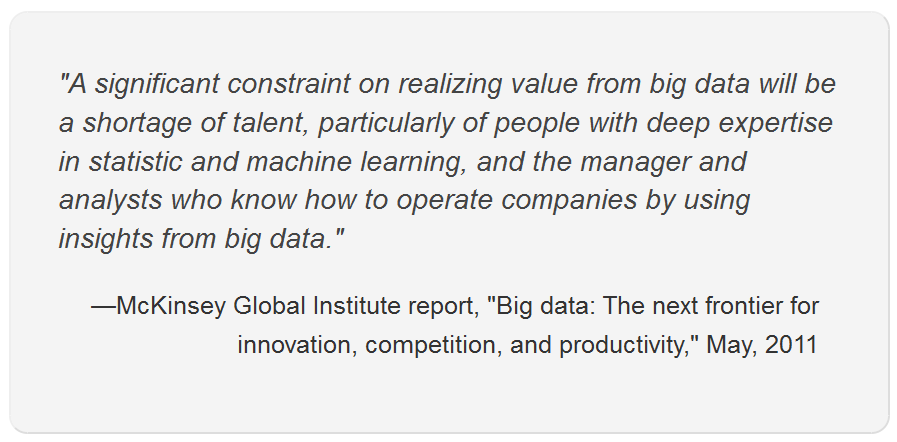 "A significant constraint on realizing value from big data will be
a shortage of talent, particularly of people with deep expertise
in statistic and machine learning, and the manager and
analysts who know how to operate companies by using
insights from big data."
—McKinsey Global Institute report, "Big data: The next frontier for
innovation, competition, and productivity," May, 2011